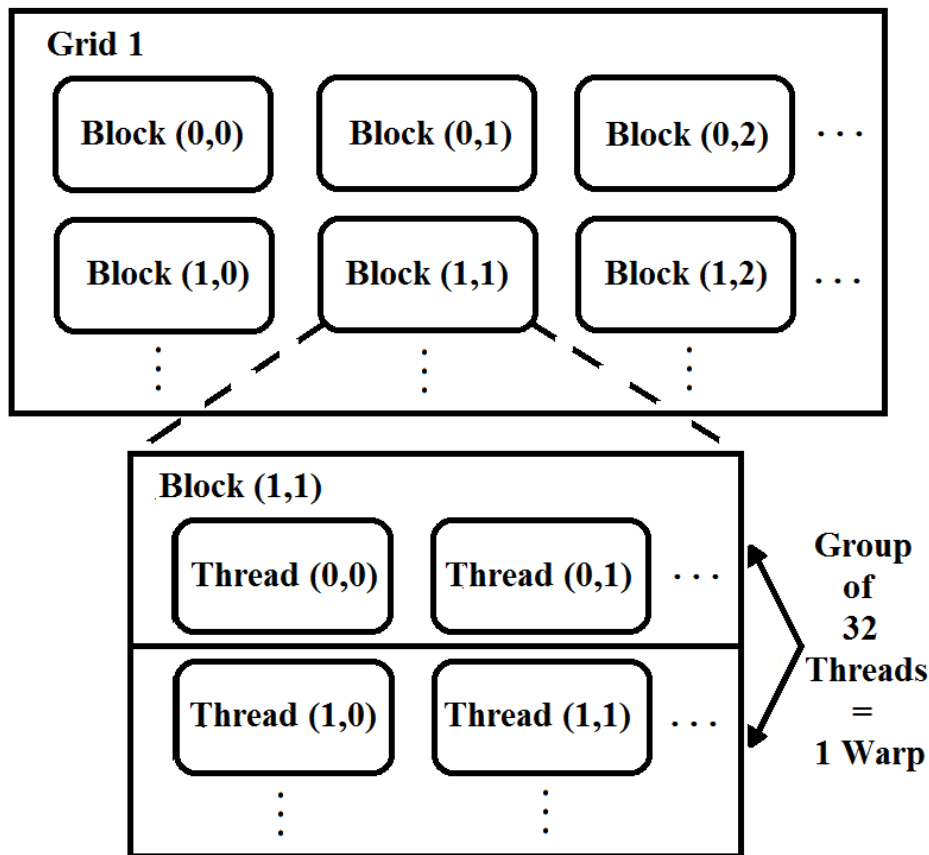 Grid 1
Block (0,0) Block (0,1) Block (0,2) . . .
Block (1,0) Block (1,1) Block (1,2) . . .
Block (1,1)
Thread (0,0) Thread (0,1) . . .
Thread (1,0) Thread (1,1) . . .
Group
of
32
Threads
=
1 Warp